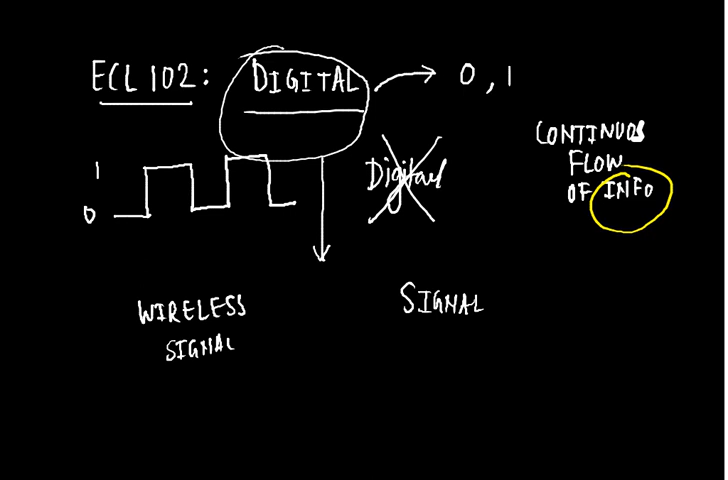 ECL 102: DIGITAL → 0, 1
CONTINUOS
FLOW
OF INFO
1
0
Digital
WIRELESS
SIGNAL
SIGNAL